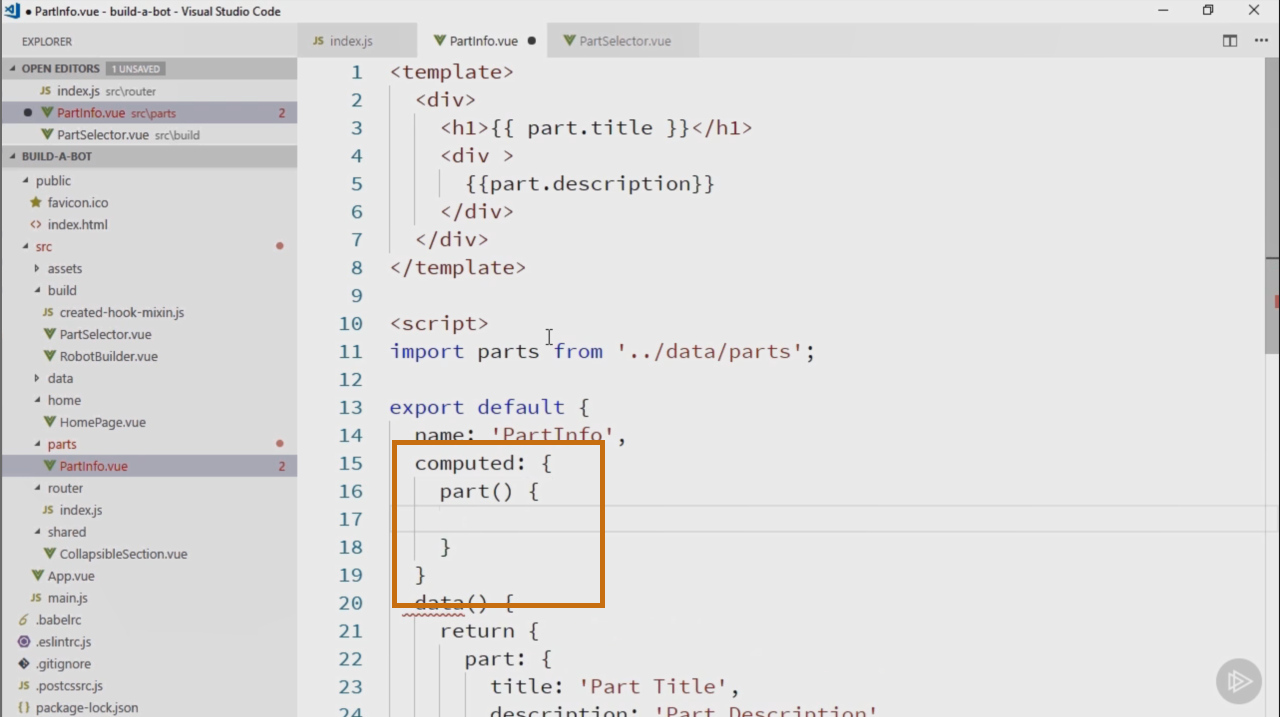 PartInfo.vue - build-a-bot - Visual Studio Code
EXPLORER
OPEN EDITORS 1 UNSAVED
JS index.js src\router
PartInfo.vue src\parts 2
PartSelector.vue src\build
BUILD-A-BOT
public
favicon.ico
<> index.html
src
assets
build
JS created-hook-mixin.js
PartSelector.vue
RobotBuilder.vue
data
home
HomePage.vue
parts
PartInfo.vue 2
router
JS index.js
shared
CollapsibleSection.vue
App.vue
JS main.js
.babelrc
.eslintrc.js
.gitignore
JS .postcssrc.js
{ } package-lock.json
JS index.js PartInfo.vue PartSelector.vue
1 <template>
2 <div>
3 <h1>{{ part.title }}</h1>
4 <div >
5 {{part.description}}
6 </div>
7 </div>
8 </template>
9
10 <script>
11 import parts from '../data/parts';
12
13 export default {
14 name: 'PartInfo',
15 computed: {
16 part() {
17
18 }
19 }
20 data() {
21 return {
22 part: {
23 title: 'Part Title',
24 description: 'Part Description'